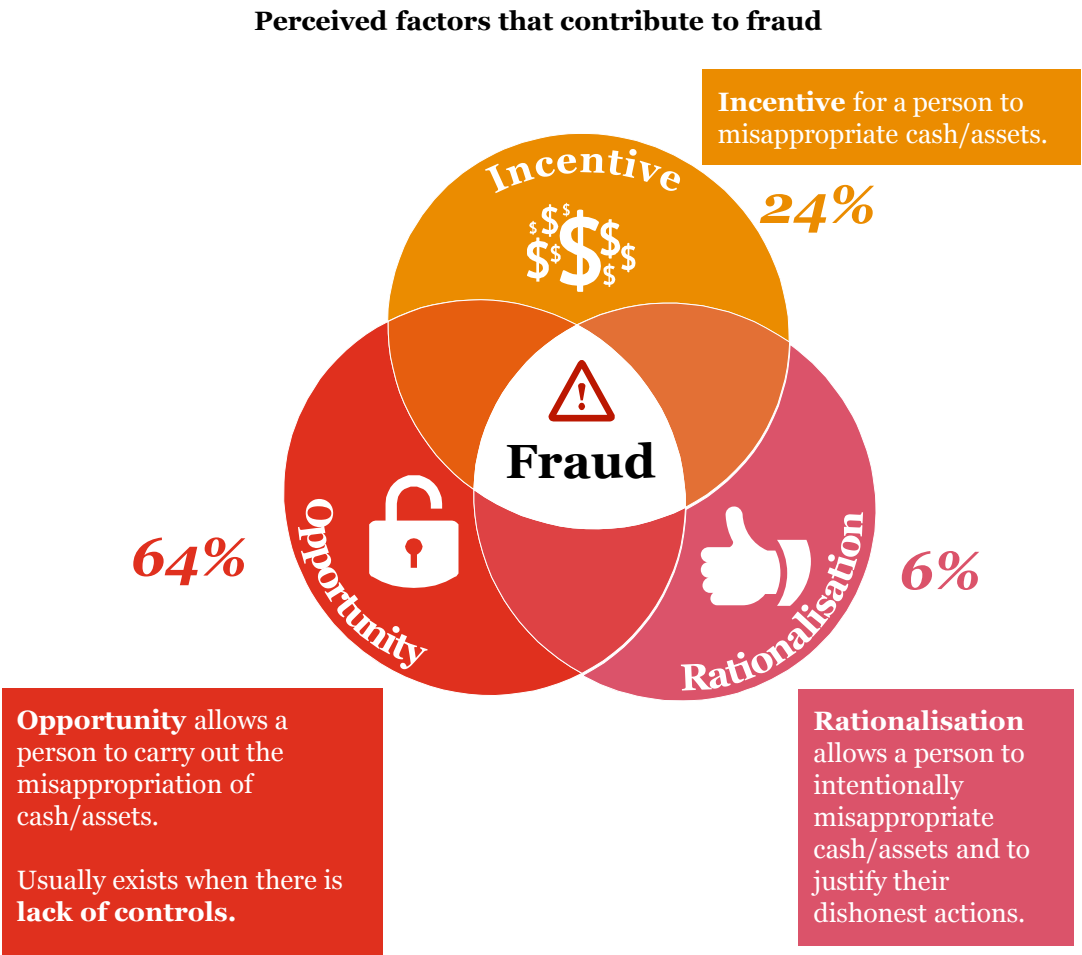 Perceived factors that contribute to fraud
Incentive for a person to
misappropriate cash/assets.
24%
Incentive
$ $ $ $ $ $ $ $ $
Fraud
Opportunity
64%
Rationalisation
6%
Opportunity allows a
person to carry out the
misappropriation of
cash/assets.
Usually exists when there is
lack of controls.
Rationalisation
allows a person to
intentionally
misappropriate
cash/assets and to
justify their
dishonest actions.